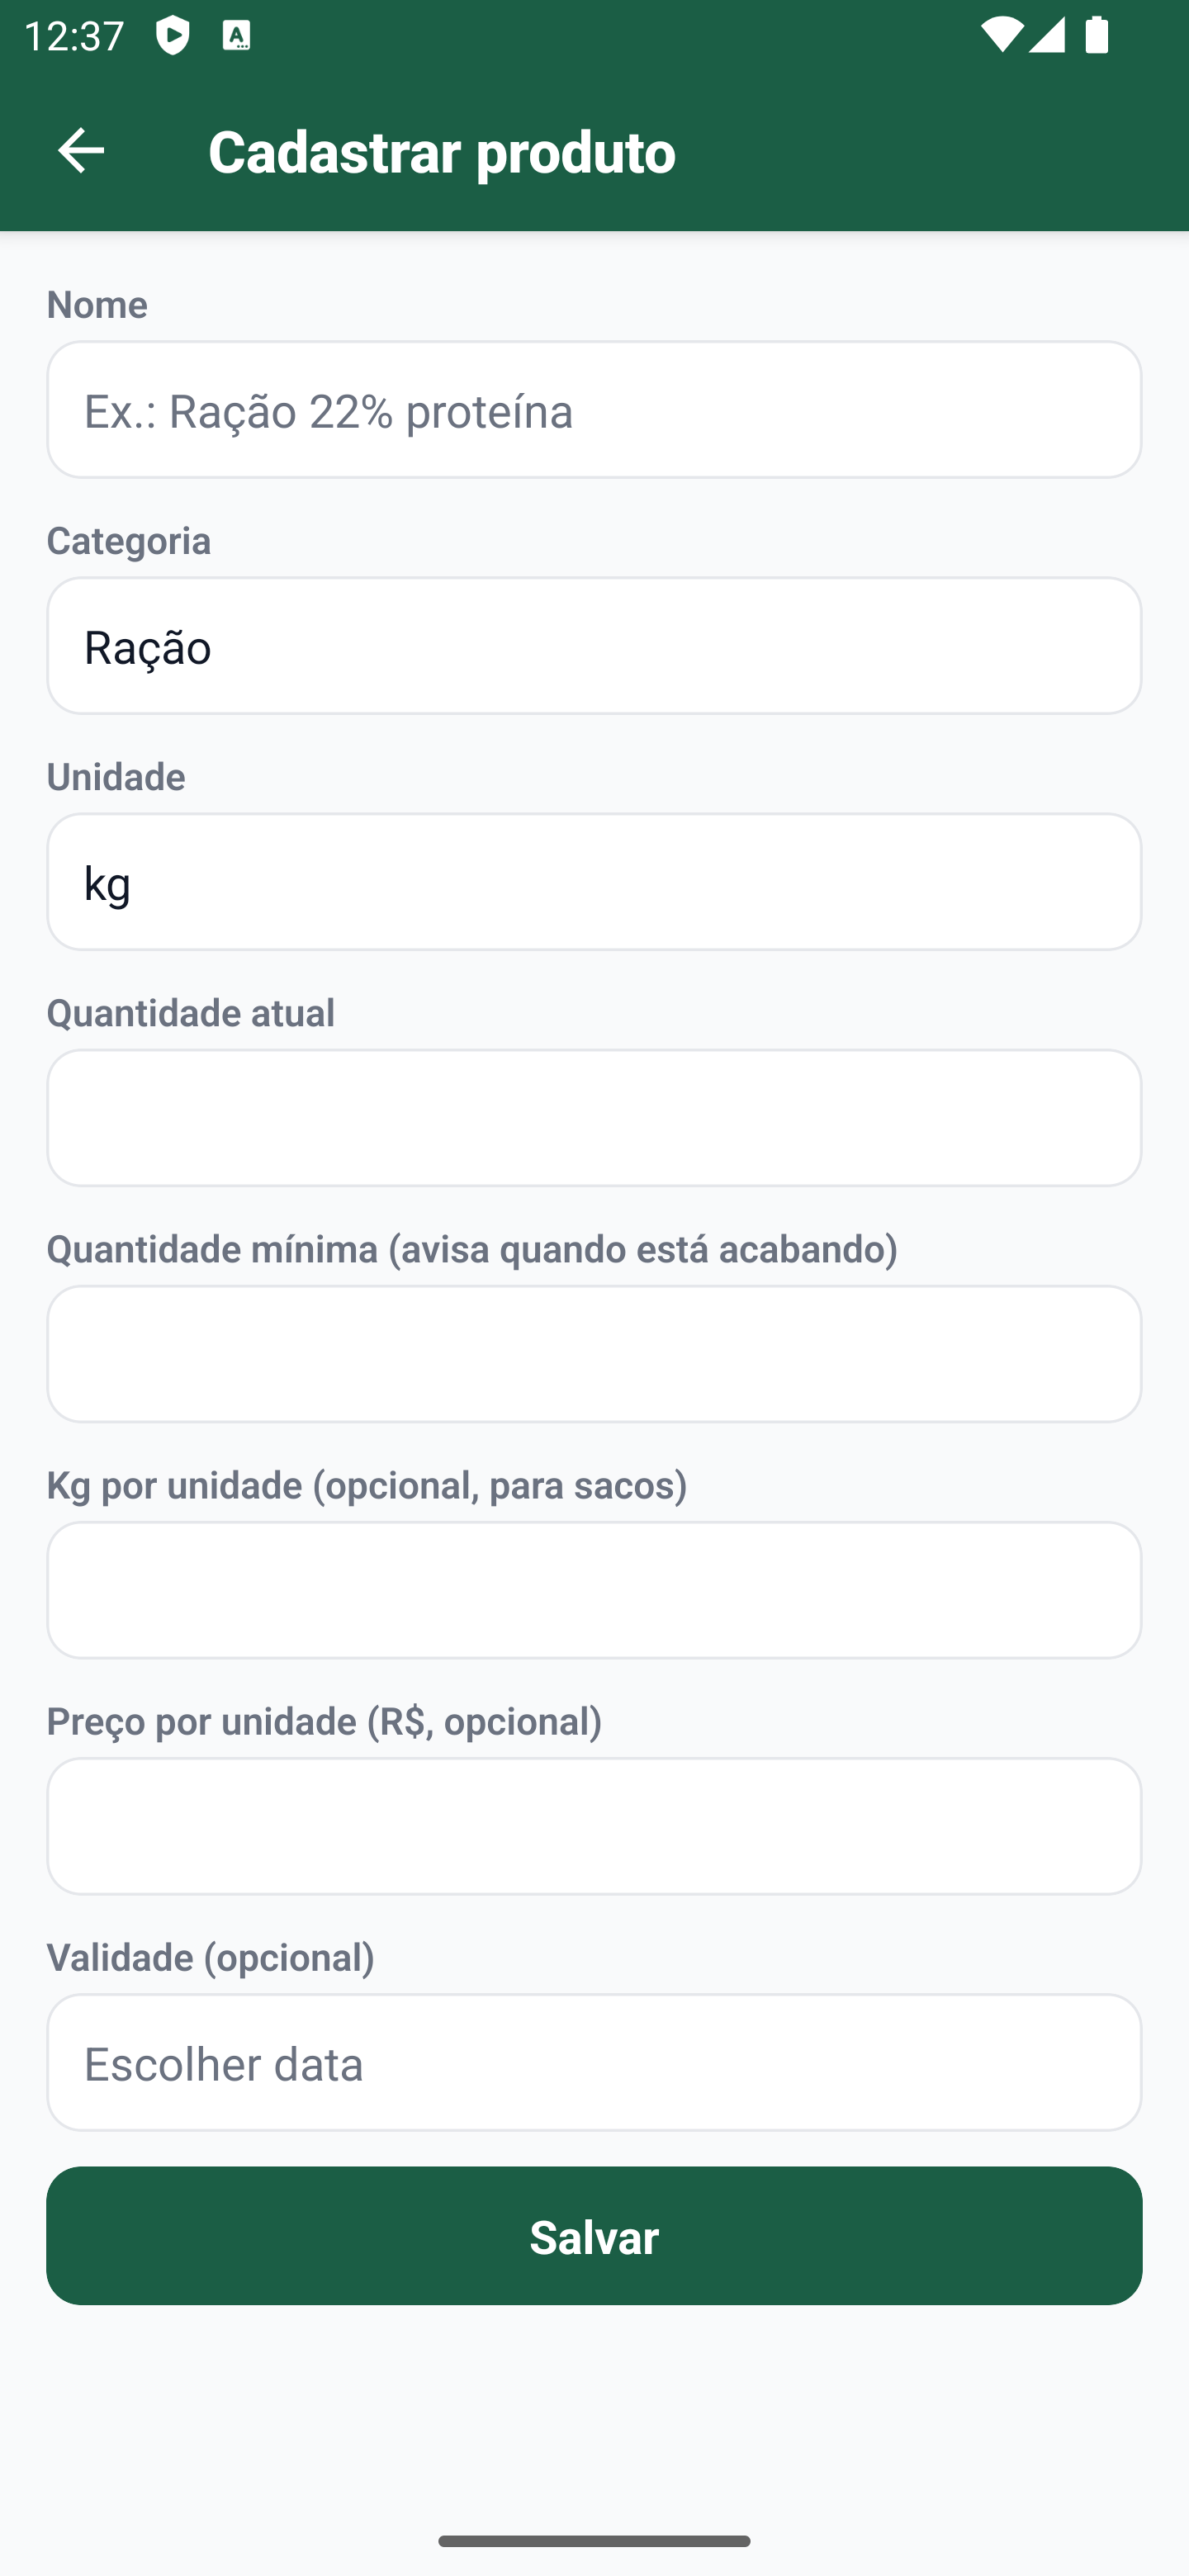 12:37
Cadastrar produto
Nome
Ex.: Ração 22% proteína
Categoria
Ração
Unidade
kg
Quantidade atual
Quantidade mínima (avisa quando está acabando)
Kg por unidade (opcional, para sacos)
Preço por unidade (R$, opcional)
Validade (opcional)
Escolher data
Salvar